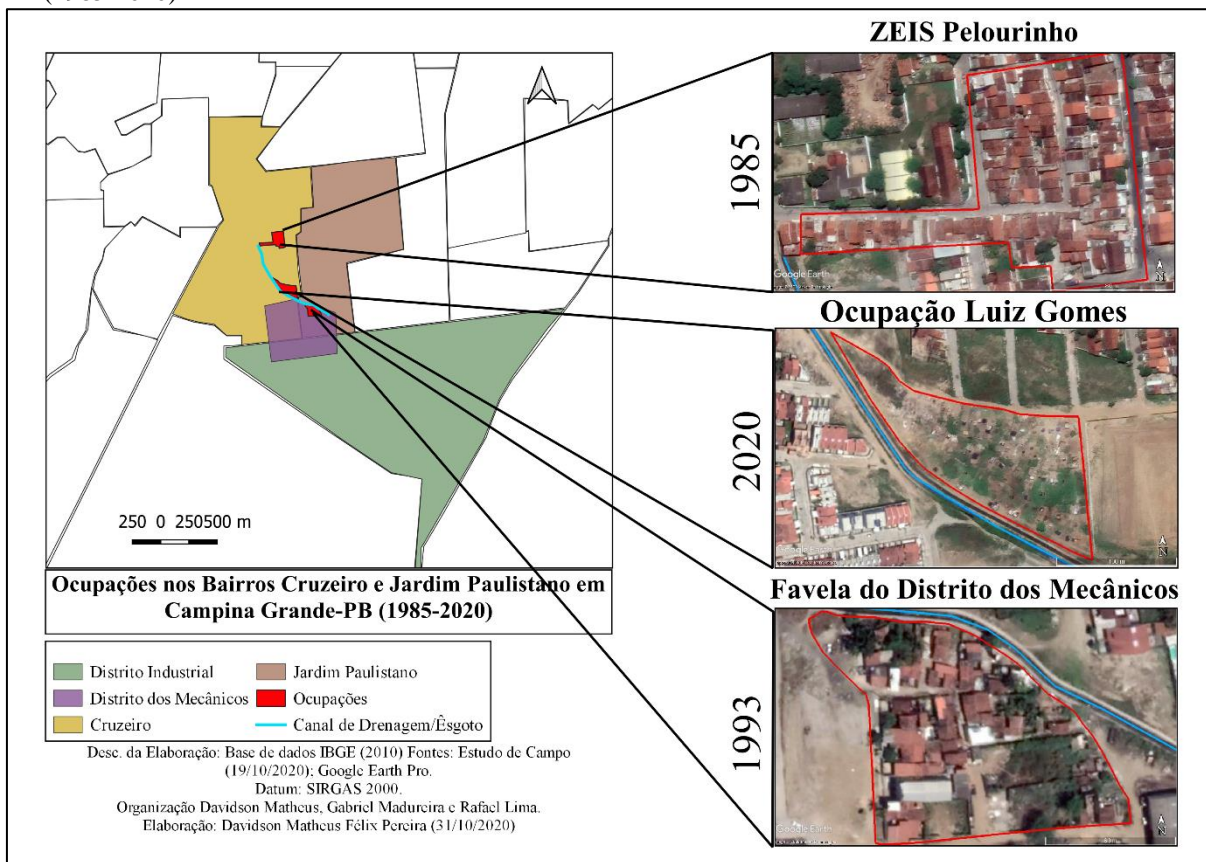 ZEIS Pelourinho
1985
Google Earth
N
250 0 250500 m
Ocupação Luiz Gomes
2020
Google Earth
100 m
N
Ocupações nos Bairros Cruzeiro e Jardim Paulistano em
Campina Grande-PB (1985-2020)
Favela do Distrito dos Mecânicos
1993
Google Earth
N
Distrito Industrial
Distrito dos Mecânicos
Cruzeiro
Jardim Paulistano
Ocupações
Canal de Drenagem/Êsgoto
Desc. da Elaboração: Base de dados IBGE (2010) Fontes: Estudo de Campo
(19/10/2020); Google Earth Pro.
Datum: SIRGAS 2000.
Organização Davidson Matheus, Gabriel Madureira e Rafael Lima.
Elaboração: Davidson Matheus Félix Pereira (31/10/2020)